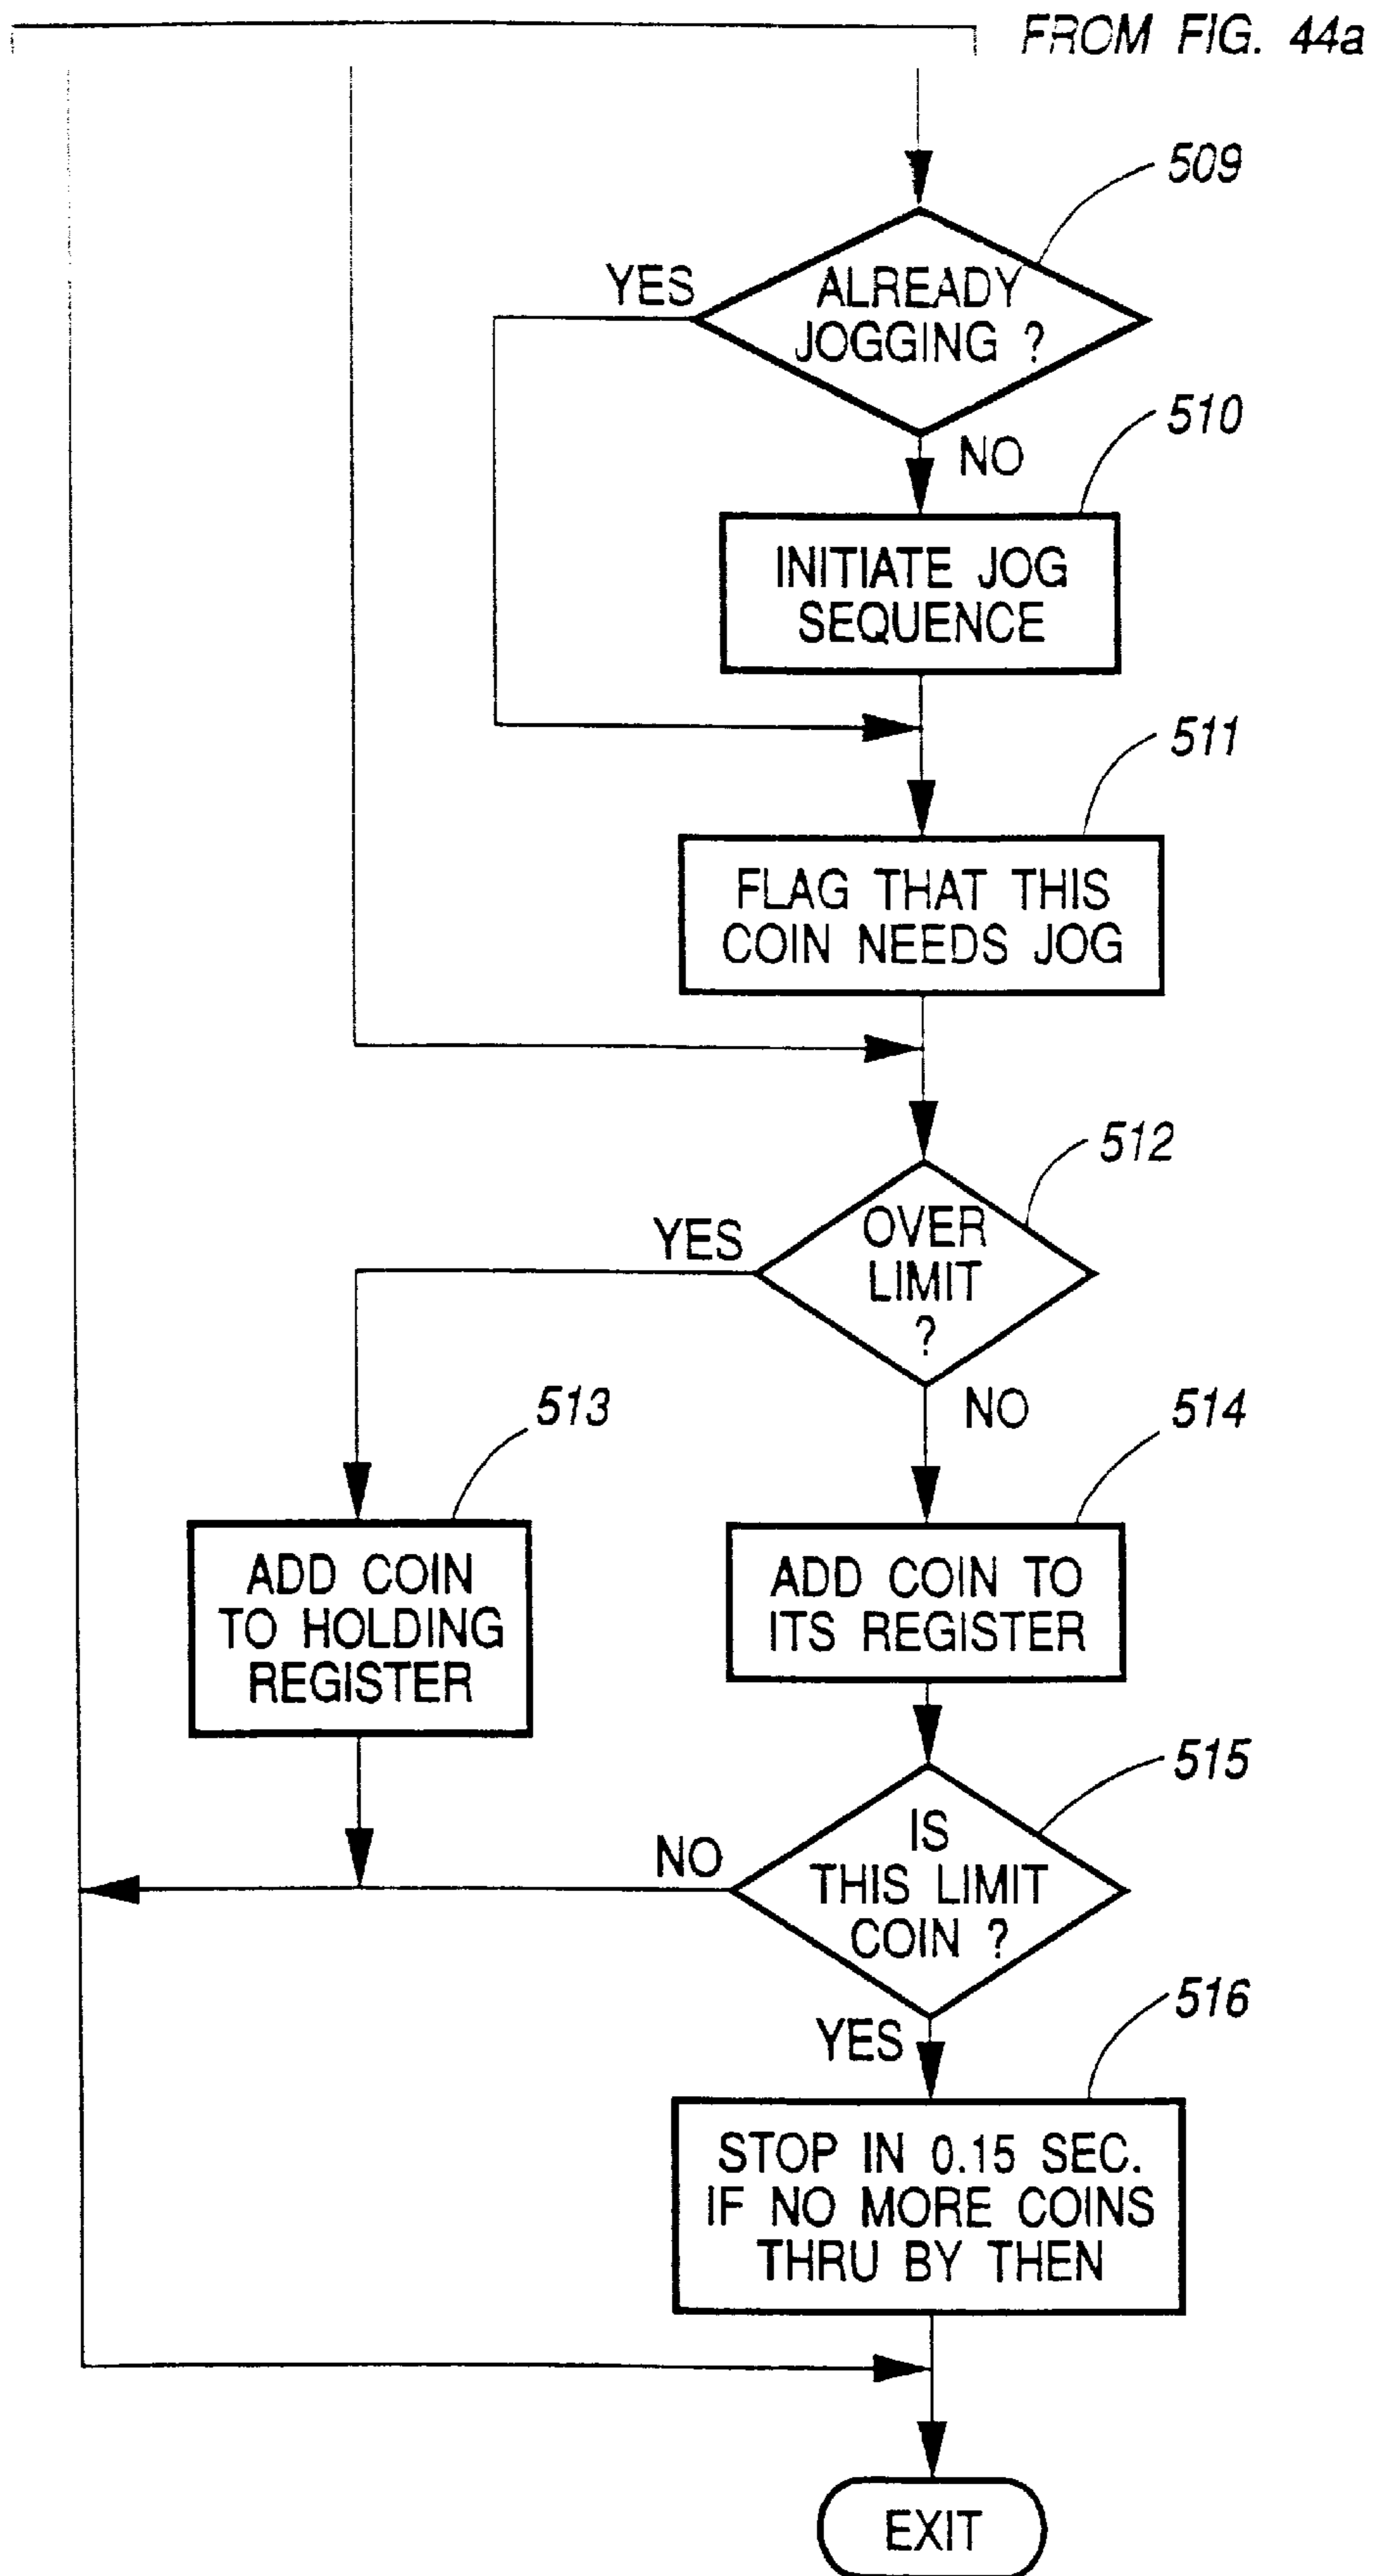 FROM FIG. 44a
509
YES
ALREADY
JOGGING ?
510
NO
INITIATE JOG
SEQUENCE
511
FLAG THAT THIS
COIN NEEDS JOG
512
YES
OVER
LIMIT
?
513
NO
514
ADD COIN
TO HOLDING
REGISTER
ADD COIN TO
ITS REGISTER
515
NO
IS
THIS LIMIT
COIN ?
516
YES
STOP IN 0.15 SEC.
IF NO MORE COINS
THRU BY THEN
EXIT